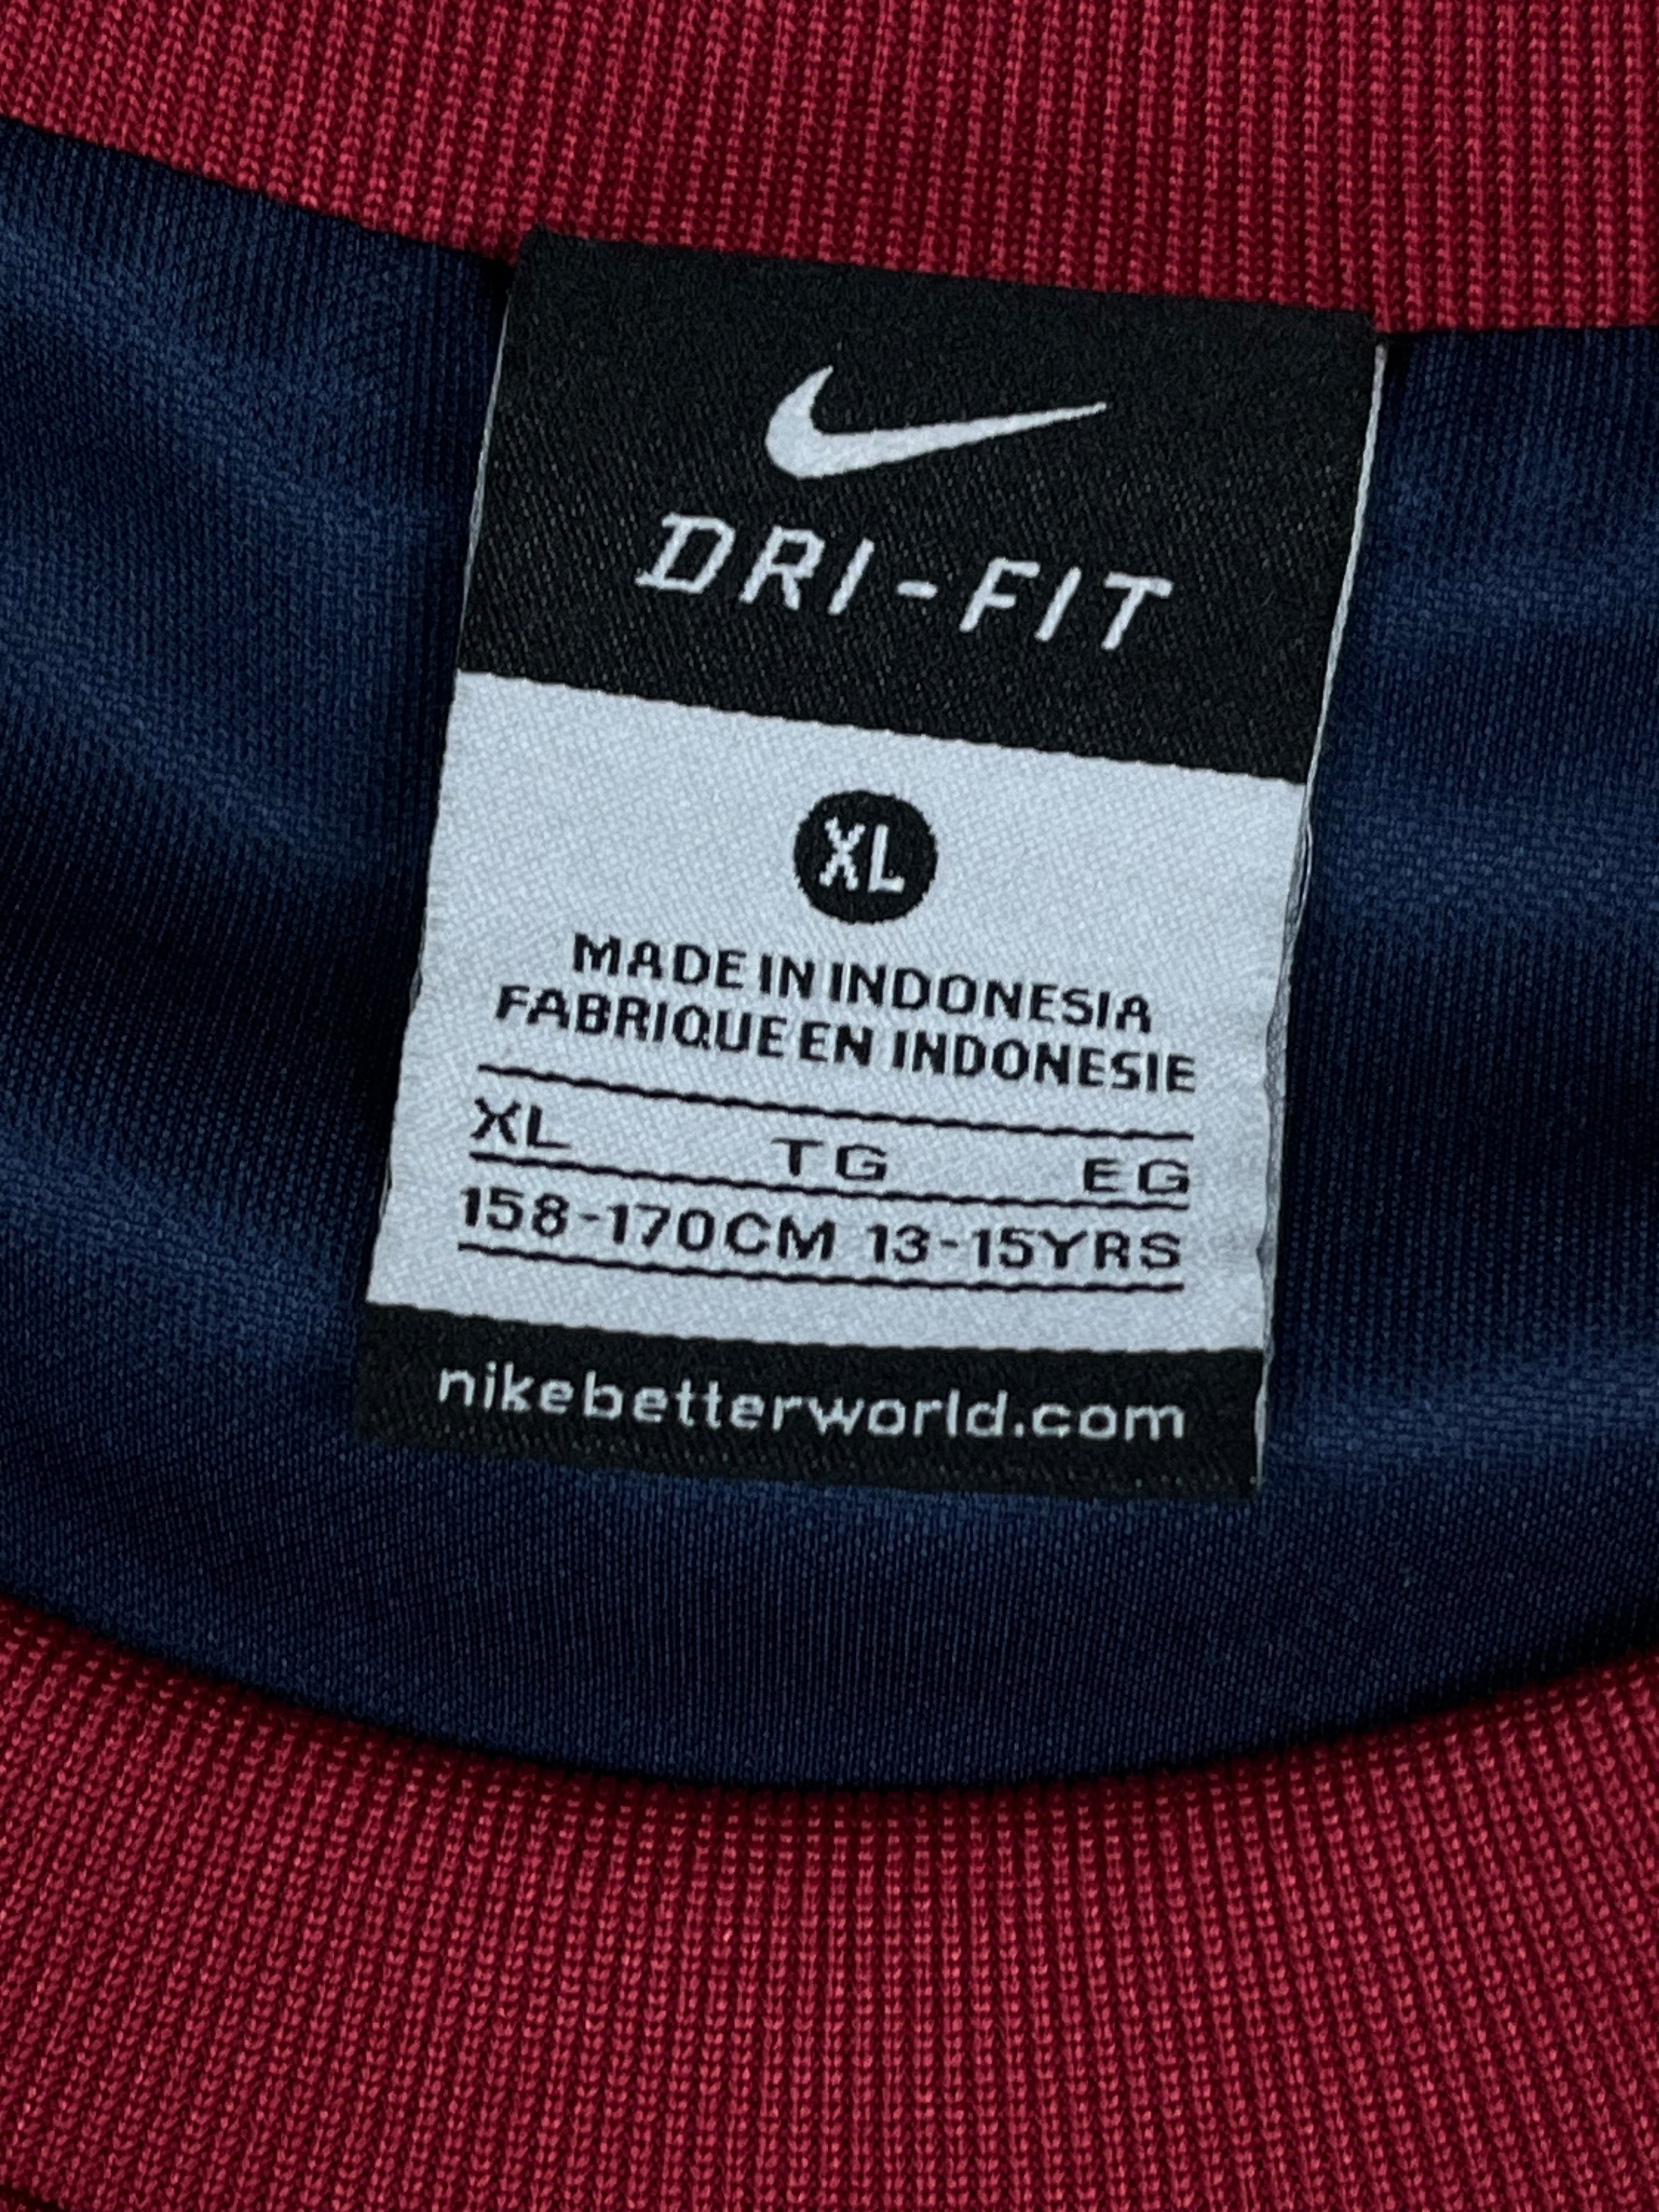 DRI-FIT
XL
MADE IN INDONESIA
FABRIQUE EN INDONESIE
XL TG EG
158-170CM 13-15YRS
nikebetterworld.com